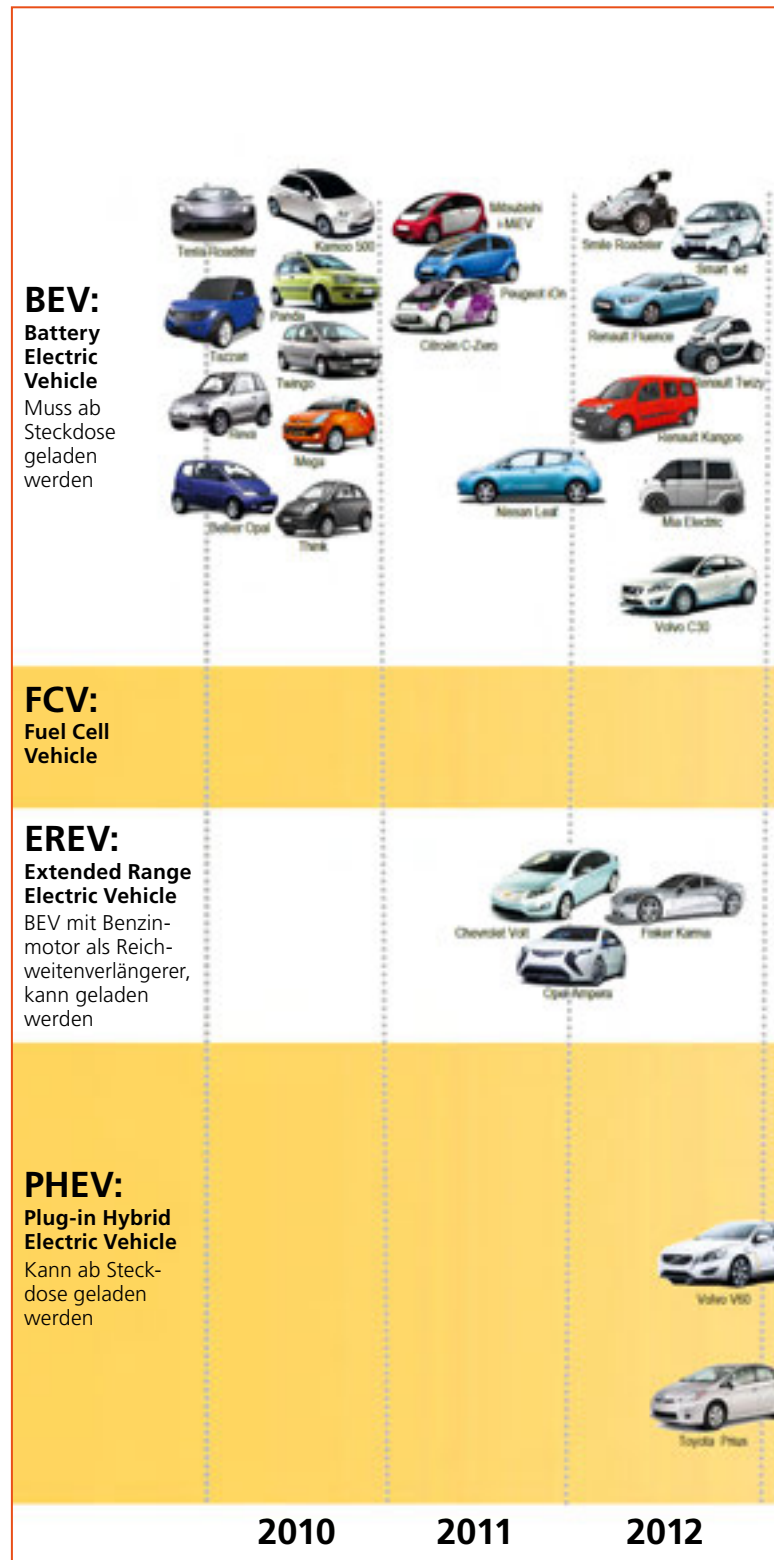 Tesla Roadster
Kamoo 500
Mitsubishi
i-MiEV
Smile Roadster
Smart ed
BEV:
Battery
Electric
Vehicle
Muss ab
Steckdose
geladen
werden
Panda
Peugeot iOn
Tazzari
Citroën C-Zero
Renault Fluence
Twingo
Renault Twizy
Reva
Mega
Renault Kangoo
Bellier Opal
Think
Nissan Leaf
Mia Electric
Volvo C30
FCV:
Fuel Cell
Vehicle
EREV:
Extended Range
Electric Vehicle
BEV mit Benzin-
motor als Reich-
weitenverlängerer,
kann geladen
werden
Chevrolet Volt
Fisker Karma
Opel Ampera
PHEV:
Plug-in Hybrid
Electric Vehicle
Kann ab Steck-
dose geladen
werden
Volvo V60
Toyota Prius
2010 2011 2012